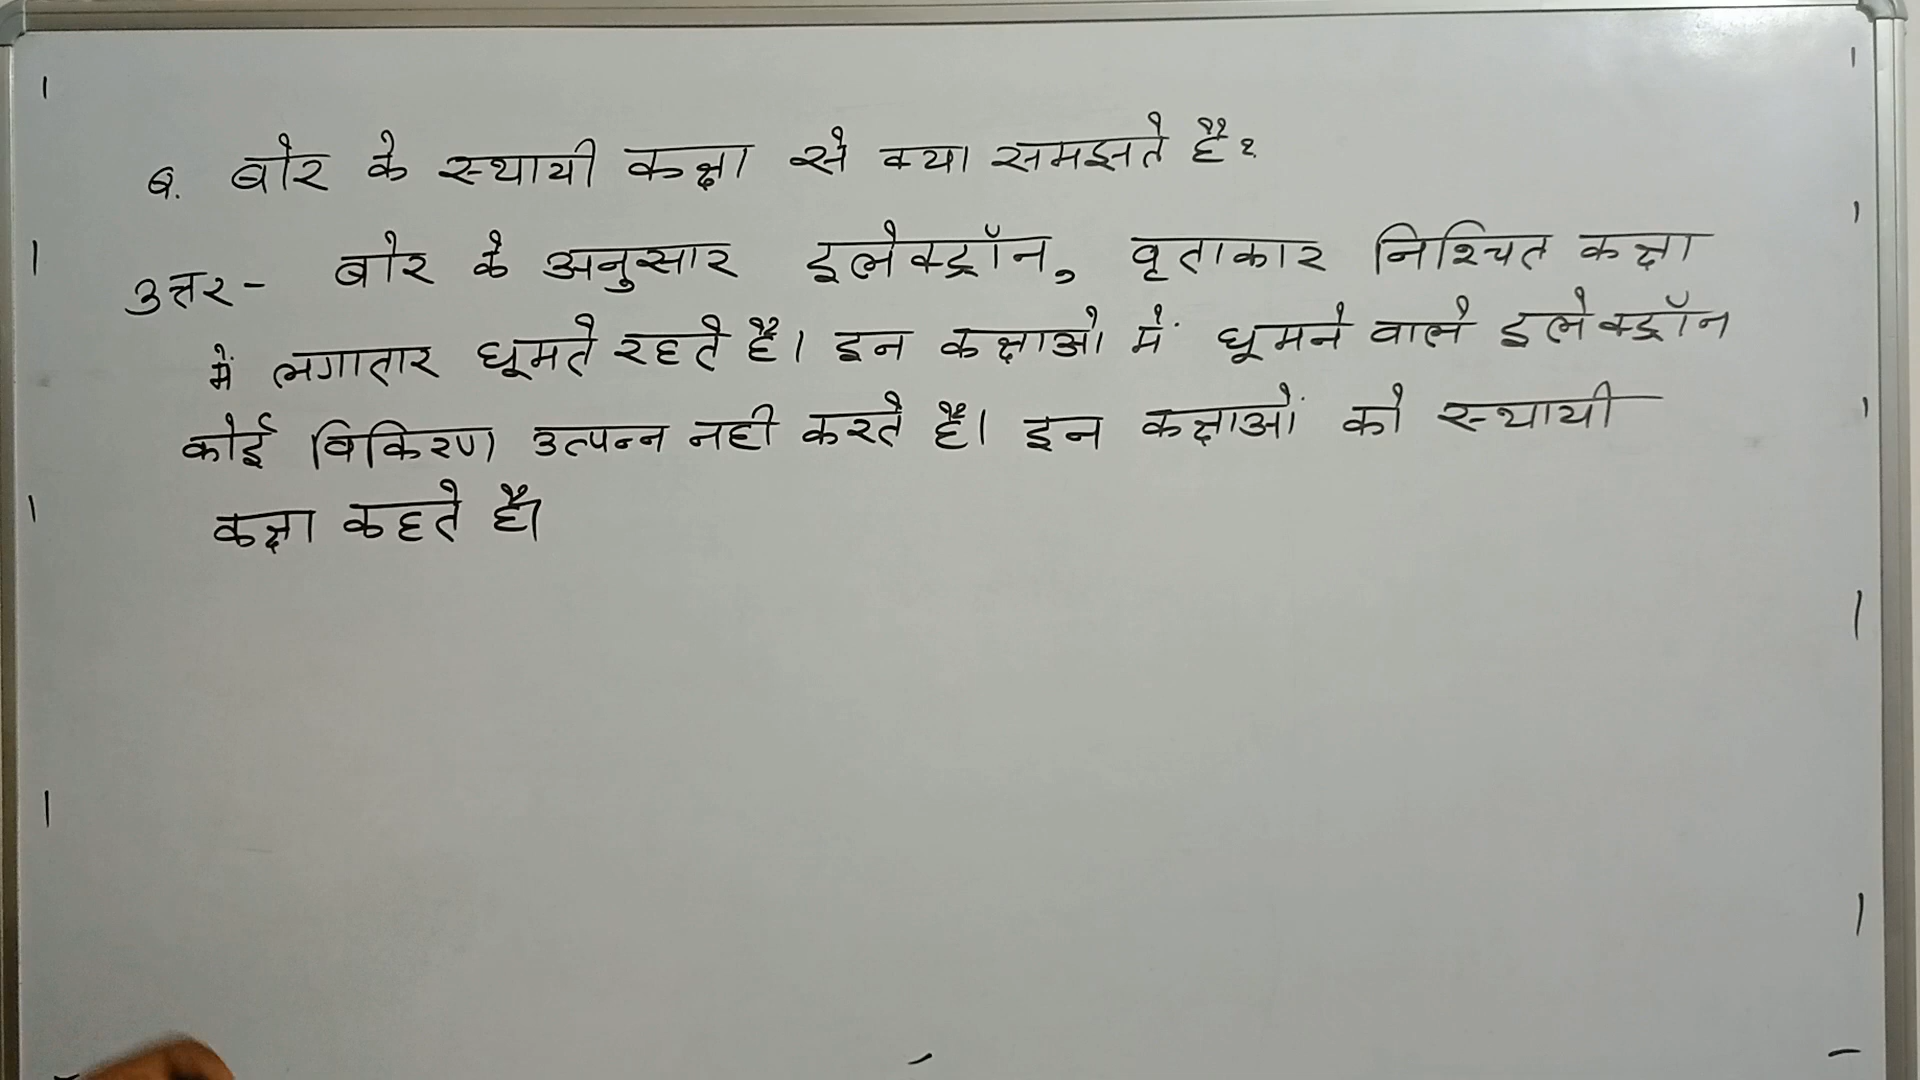 ब. बोर के स्थायी कक्षा से क्या समझते हैं?
उत्तर- बोर के अनुसार इलेक्ट्रॉन, वृताकार निश्चित कक्षा
में लगातार घूमते रहते हैं। इन कक्षाओ में घूमने वाले इलेक्ट्रॉन
कोई विकिरण उत्पन्न नही करते हैं। इन कक्षाओं को स्थायी
कक्षा कहते हैं।